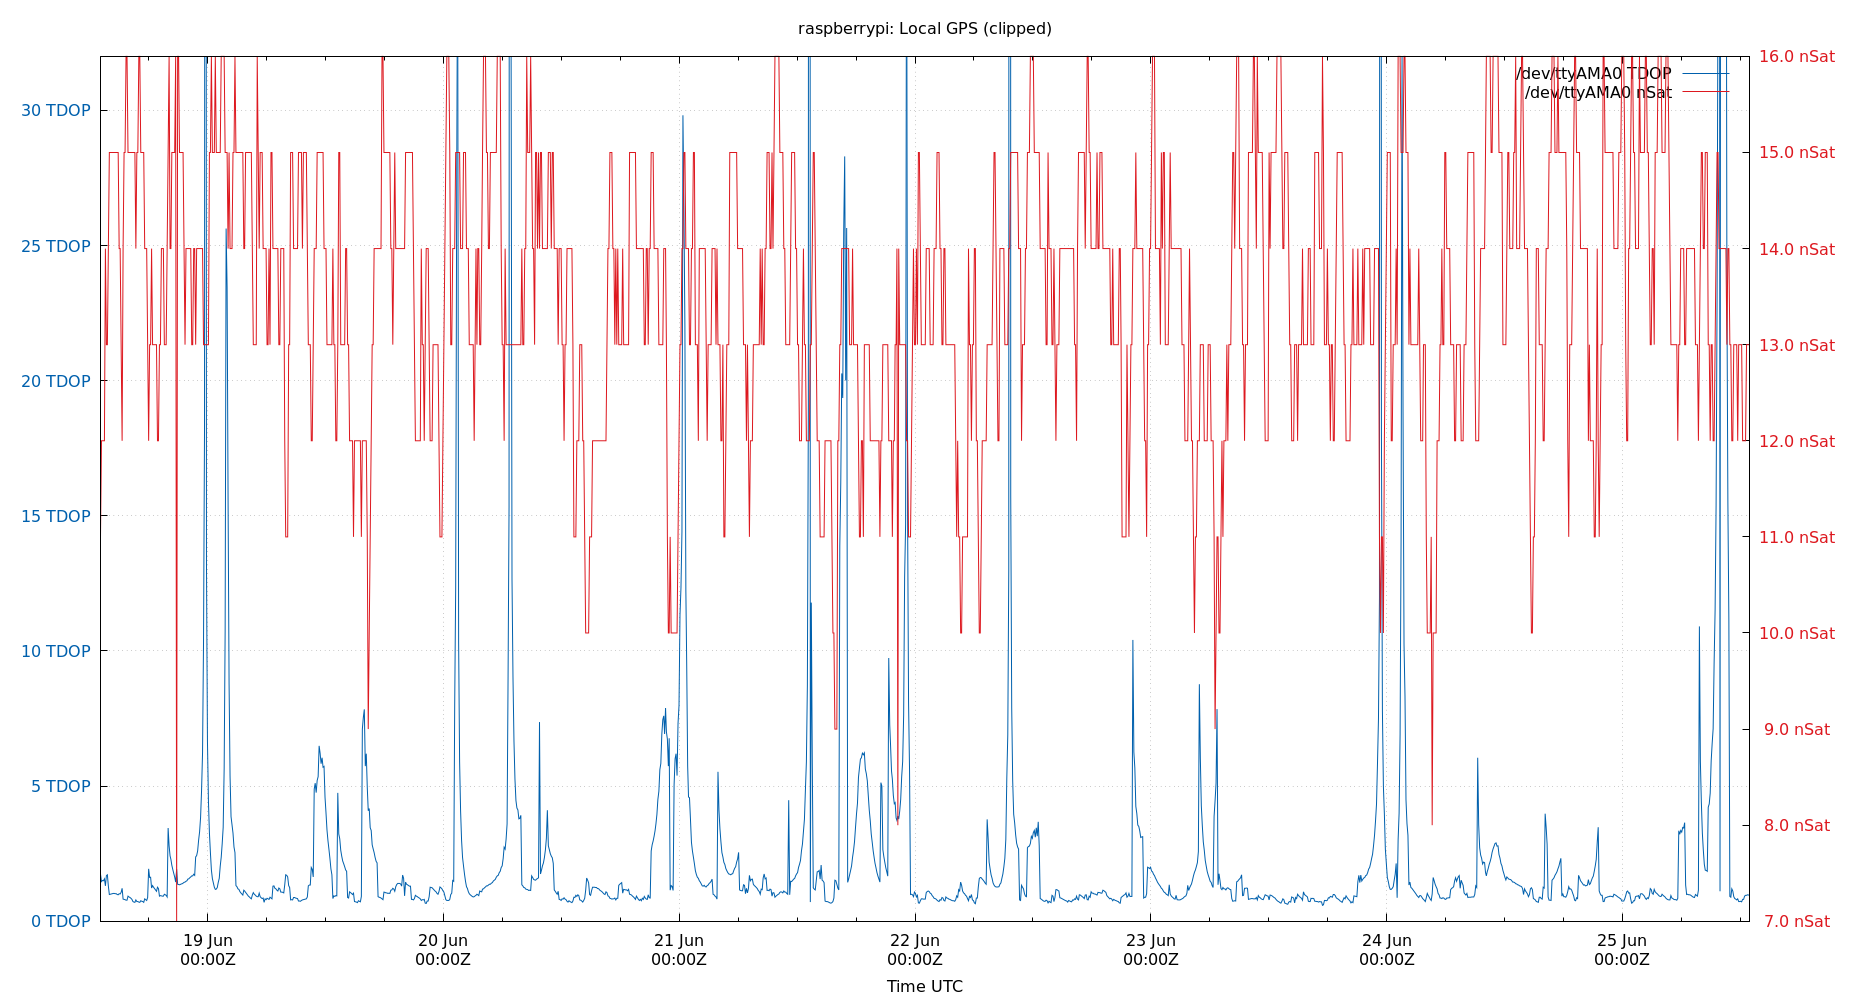 raspberrypi: Local GPS (clipped)
/dev/ttyAMA0 TDOP
/dev/ttyAMA0 nSat
30 TDOP
25 TDOP
20 TDOP
15 TDOP
10 TDOP
5 TDOP
0 TDOP
16.0 nSat
15.0 nSat
14.0 nSat
13.0 nSat
12.0 nSat
11.0 nSat
10.0 nSat
9.0 nSat
8.0 nSat
7.0 nSat
19 Jun
00:00Z
20 Jun
00:00Z
21 Jun
00:00Z
22 Jun
00:00Z
23 Jun
00:00Z
24 Jun
00:00Z
25 Jun
00:00Z
Time UTC